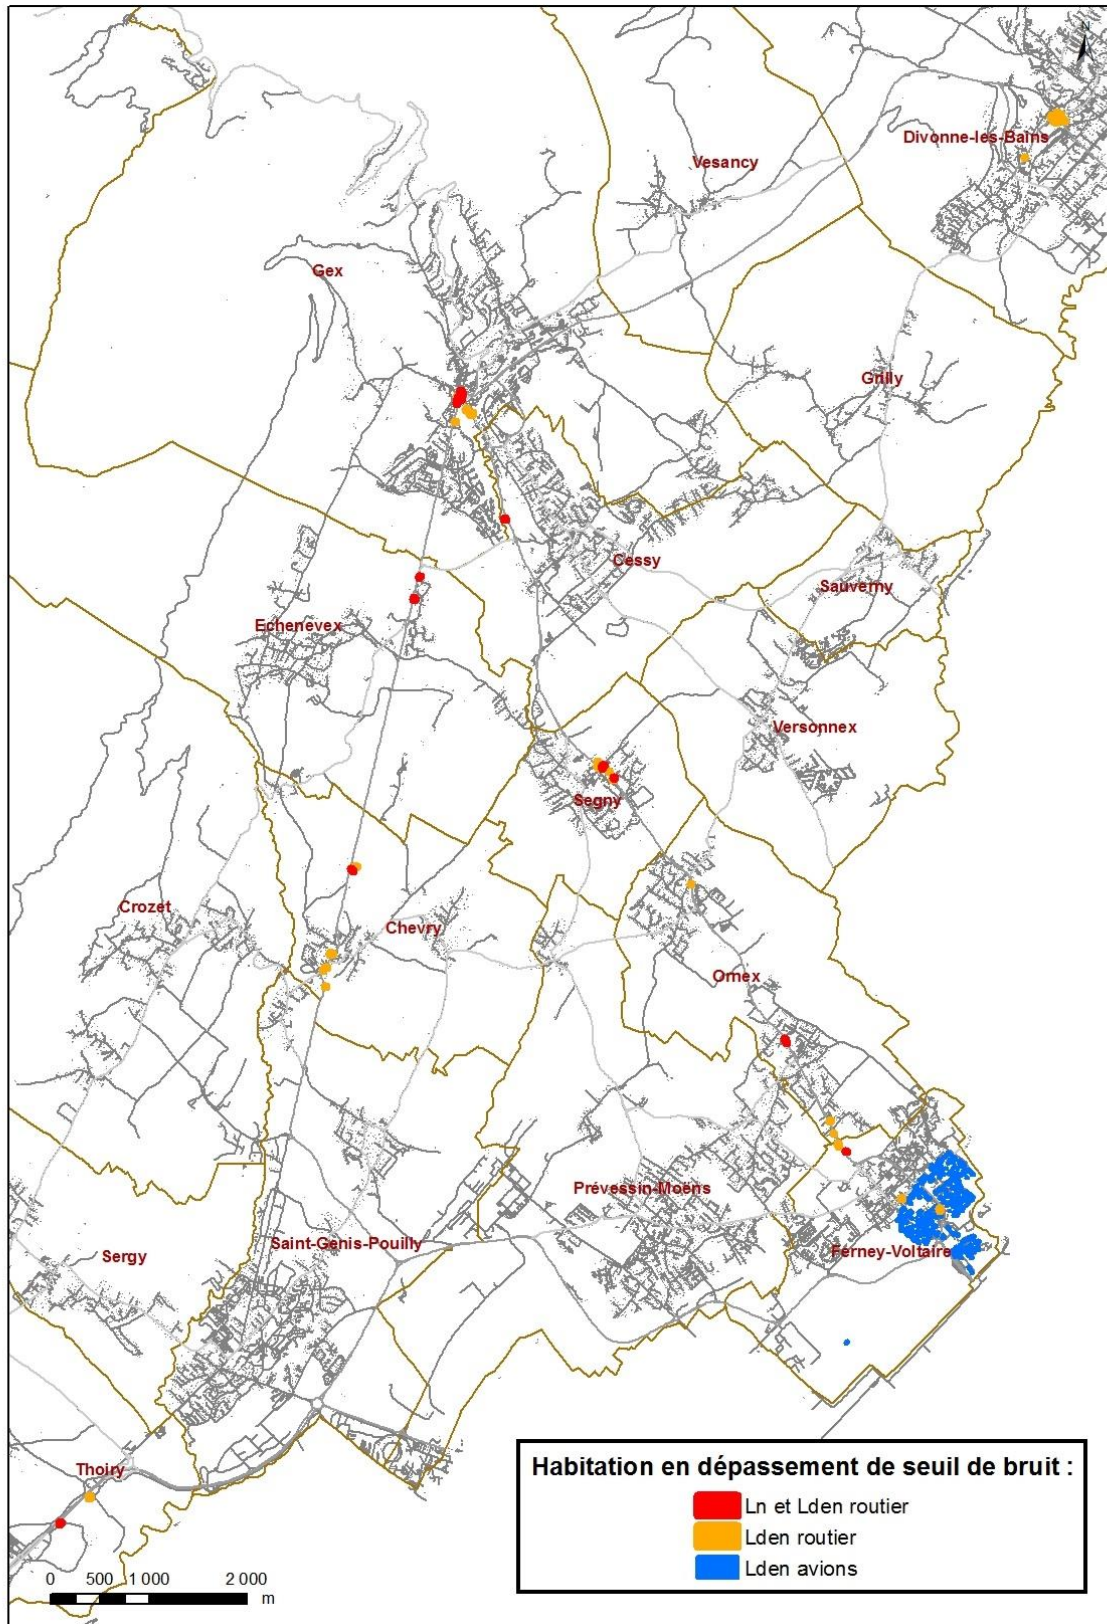 N
Divonne-les-Bains
Vesancy
Gex
Grilly
Cessy
Sauverny
Echenevex
Versonnex
Segny
Crozet
Chevry
Ornex
Prévessin-Moëns
Saint-Genis-Pouilly
Ferney-Voltaire
Sergy
Thoiry
Habitation en dépassement de seuil de bruit :
Ln et Lden routier
Lden routier
Lden avions
0 500 1 000 2 000
m